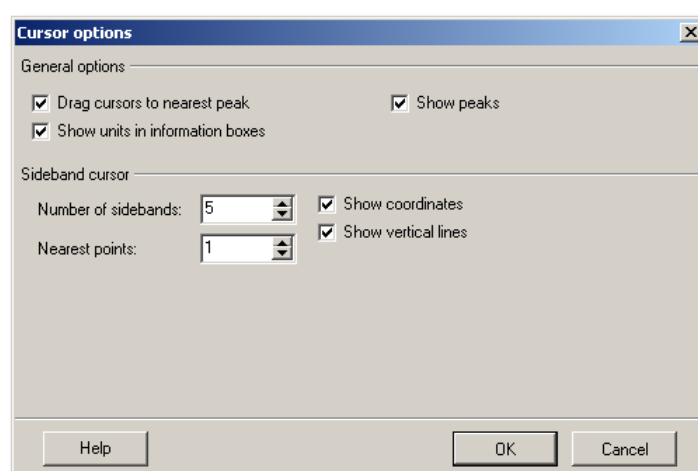 Cursor options
General options
Drag cursors to nearest peak
Show peaks
Show units in information boxes
Sideband cursor
Number of sidebands: 5
Show coordinates
Show vertical lines
Nearest points: 1
Help
OK
Cancel